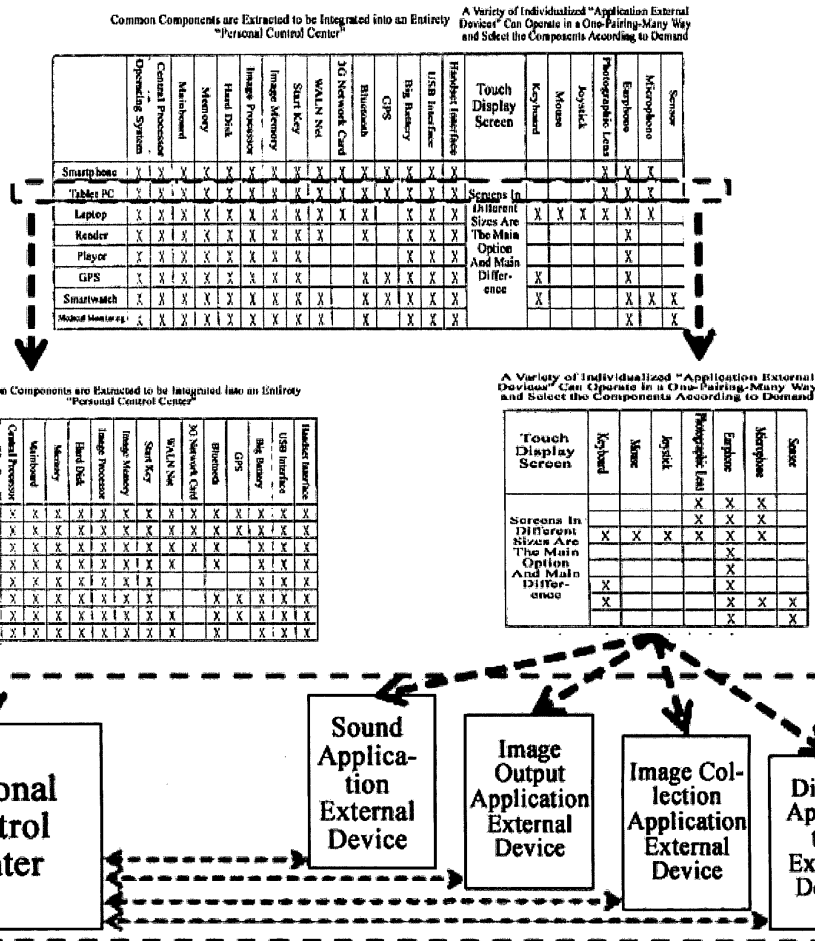 Common Components are Extracted to be Integrated into an Entirety
"Personal Control Center"
A Variety of Individualized "Application External
Devices" Can Operate in a One-Pairing-Many Way
and Select the Components According to Demand
Operating System
Central Processor
Mainboard
Memory
Hard Disk
Image Processor
Image Memory
Start Key
WALN Net
3G Network Card
Bluetooth
GPS
Big Battery
USB Interface
Handset Interface
Touch
Display
Screen
Keyboard
Mouse
Joystick
Photographic Lens
Earphone
Microphone
Sensor
Smartphone X X X X X X X X X X X X X X X X X X
Tablet PC X X X X X X X X X X X X X X X X X X
Laptop X X X X X X X X X X X X X X X X X X X X
Reader X X X X X X X X X X X X X X
Player X X X X X X X X X X X X
GPS X X X X X X X X X X X X X X X
Smartwatch X X X X X X X X X X X X X X X X X X
Medical Monitoring X X X X X X X X X X X X X X X
Screens In
Different
Sizes Are
The Main
Option
And Main
Differ-
ence
n Components are Extracted to be Integrated into an Entirety
"Personal Control Center"
Central Processor
Mainboard
Memory
Hard Disk
Image Processor
Image Memory
Start Key
WALN Net
3G Network Card
Bluetooth
GPS
Big Battery
USB Interface
Handset Interface
X X X X X X X X X X X X X X
X X X X X X X X X X X X X X
X X X X X X X X X X X X X
X X X X X X X X X X X X
X X X X X X X X X X
X X X X X X X X X X X X
X X X X X X X X X X X X X
X X X X X X X X X X X X
A Variety of Individualized "Application External
Devices" Can Operate in a One-Pairing-Many Way
and Select the Components According to Demand
Touch
Display
Screen
Keyboard
Mouse
Joystick
Photographic Lens
Earphone
Microphone
Sensor
Screens In
Different
Sizes Are
The Main
Option
And Main
Differ-
ence
X X X
X X X
X X X X X X
X
X
X X
X X X X
X X
onal
trol
ter
Sound
Applica-
tion
External
Device
Image
Output
Application
External
Device
Image Col-
lection
Application
External
Device
Di
Ap
t
Ex
De